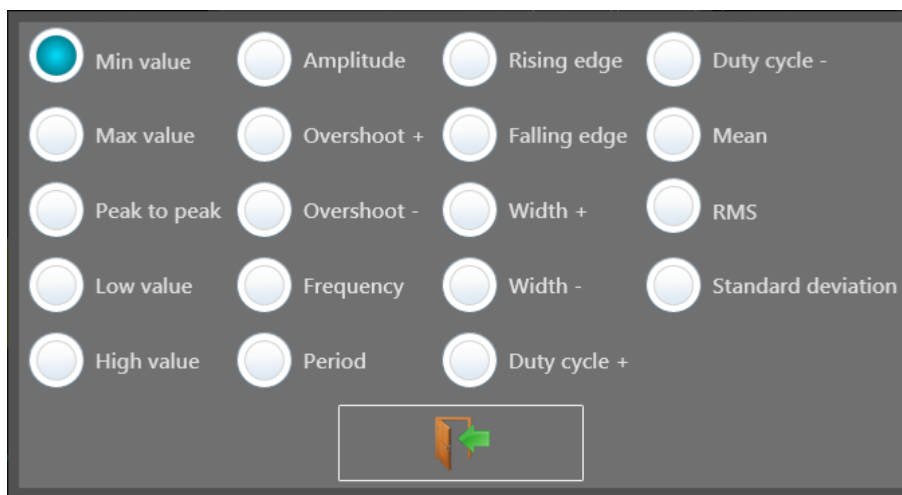 Min value
Amplitude
Rising edge
Duty cycle -
Max value
Overshoot +
Falling edge
Mean
Peak to peak
Overshoot -
Width +
RMS
Low value
Frequency
Width -
Standard deviation
High value
Period
Duty cycle +